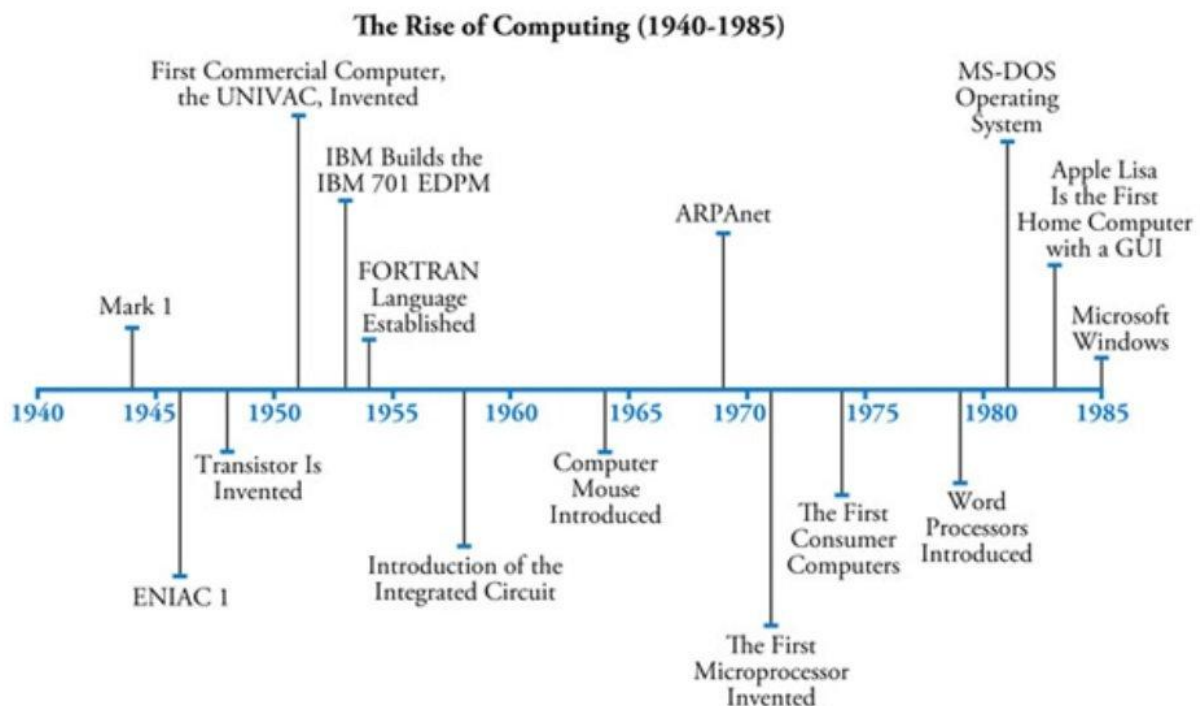 The Rise of Computing (1940-1985)
First Commercial Computer,
the UNIVAC, Invented
MS-DOS
Operating
System
IBM Builds the
IBM 701 EDPM
Apple Lisa
Is the First
Home Computer
with a GUI
ARPAnet
FORTRAN
Language
Established
Mark 1
Microsoft
Windows
1940 1945 1950 1955 1960 1965 1970 1975 1980 1985
Transistor Is
Invented
Computer
Mouse
Introduced
The First
Consumer
Computers
Word
Processors
Introduced
Introduction of the
Integrated Circuit
ENIAC 1
The First
Microprocessor
Invented